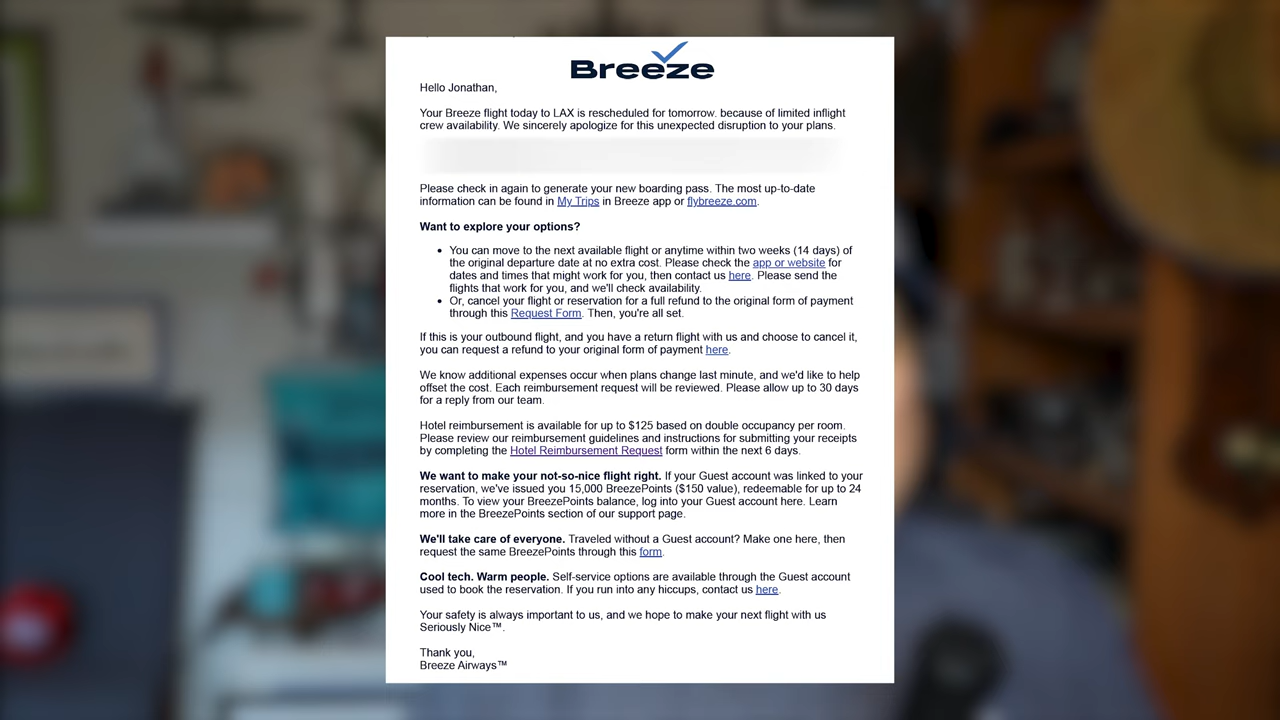 Breeze
Hello Jonathan,
Your Breeze flight today to LAX is rescheduled for tomorrow. because of limited inflight
crew availability. We sincerely apologize for this unexpected disruption to your plans.
Please check in again to generate your new boarding pass. The most up-to-date
information can be found in My Trips in Breeze app or flybreeze.com.
Want to explore your options?
• You can move to the next available flight or anytime within two weeks (14 days) of
the original departure date at no extra cost. Please check the app or website for
dates and times that might work for you, then contact us here. Please send the
flights that work for you, and we'll check availability.
• Or, cancel your flight or reservation for a full refund to the original form of payment
through this Request Form. Then, you're all set.
If this is your outbound flight, and you have a return flight with us and choose to cancel it,
you can request a refund to your original form of payment here.
We know additional expenses occur when plans change last minute, and we'd like to help
offset the cost. Each reimbursement request will be reviewed. Please allow up to 30 days
for a reply from our team.
Hotel reimbursement is available for up to $125 based on double occupancy per room.
Please review our reimbursement guidelines and instructions for submitting your receipts
by completing the Hotel Reimbursement Request form within the next 6 days.
We want to make your not-so-nice flight right. If your Guest account was linked to your
reservation, we've issued you 15,000 BreezePoints ($150 value), redeemable for up to 24
months. To view your BreezePoints balance, log into your Guest account here. Learn
more in the BreezePoints section of our support page.
We'll take care of everyone. Traveled without a Guest account? Make one here, then
request the same BreezePoints through this form.
Cool tech. Warm people. Self-service options are available through the Guest account
used to book the reservation. If you run into any hiccups, contact us here.
Your safety is always important to us, and we hope to make your next flight with us
Seriously Nice™.
Thank you,
Breeze Airways™